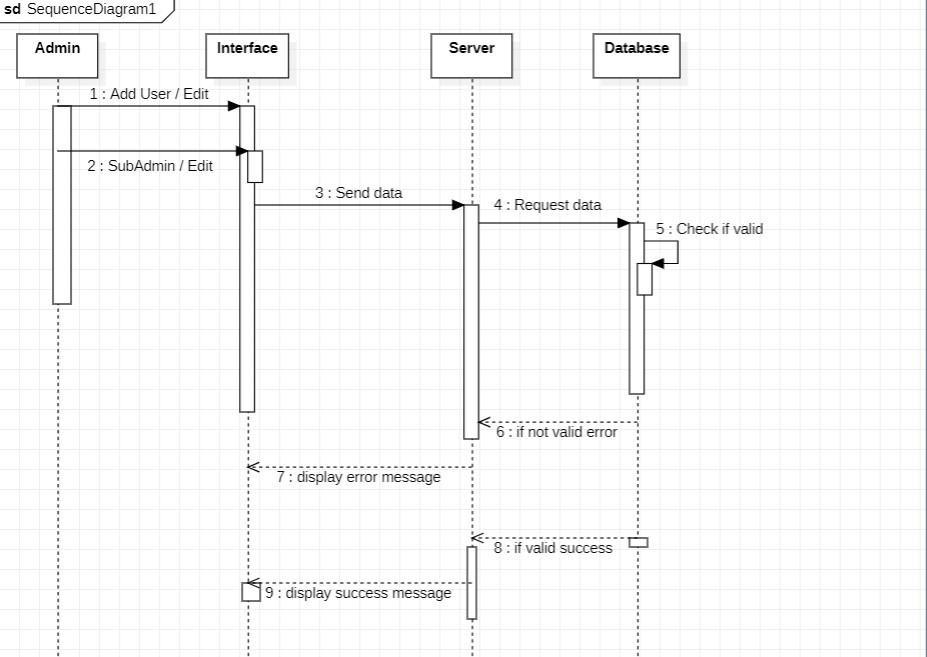 sd SequenceDiagram1
Admin
Interface
Server
Database
1 : Add User / Edit
2 : SubAdmin / Edit
3 : Send data
4 : Request data
5 : Check if valid
6 : if not valid error
7 : display error message
8 : if valid success
9 : display success message